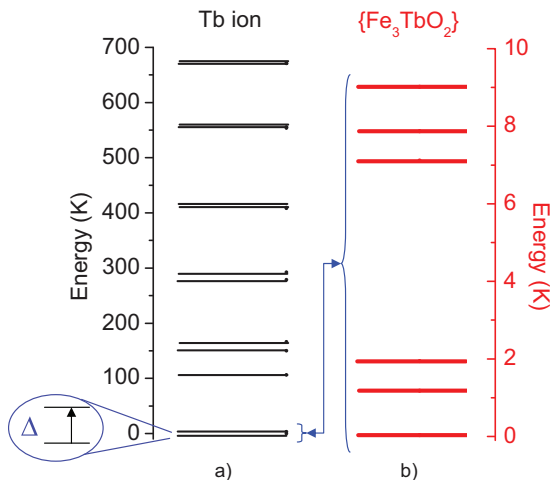 Tb ion
{Fe3TbO2}
700
600
500
400
300
200
100
0
Energy (K)
Δ
a)
10
8
6
4
2
0
Energy (K)
b)